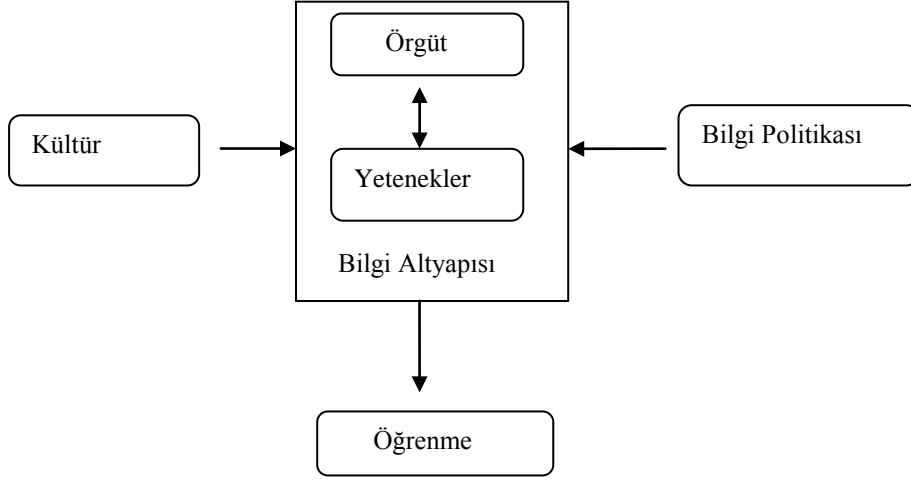 Örgüt
Kültür
Bilgi Politikası
Yetenekler
Bilgi Altyapısı
Öğrenme